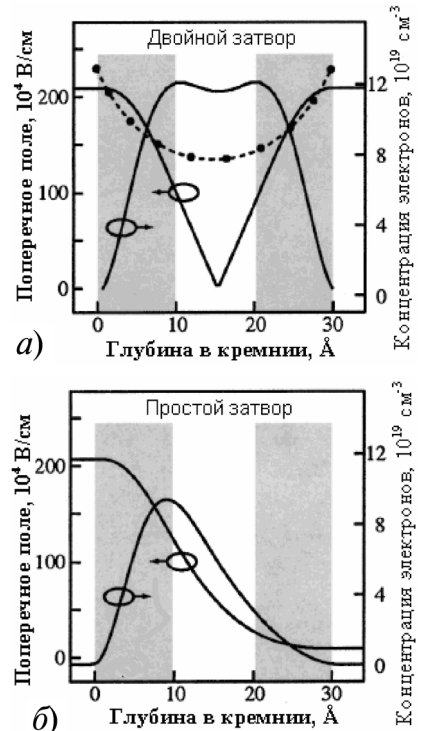 Двойной затвор
Поперечное поле, 10⁴ В/см
200
100
0
12
8
4
0
Концентрация электронов, 10¹⁹ см⁻³
0 10 20 30
Глубина в кремнии, Å
а)
Простой затвор
Поперечное поле, 10⁴ В/см
200
100
0
12
8
4
0
Концентрация электронов, 10¹⁹ см⁻³
0 10 20 30
Глубина в кремнии, Å
б)